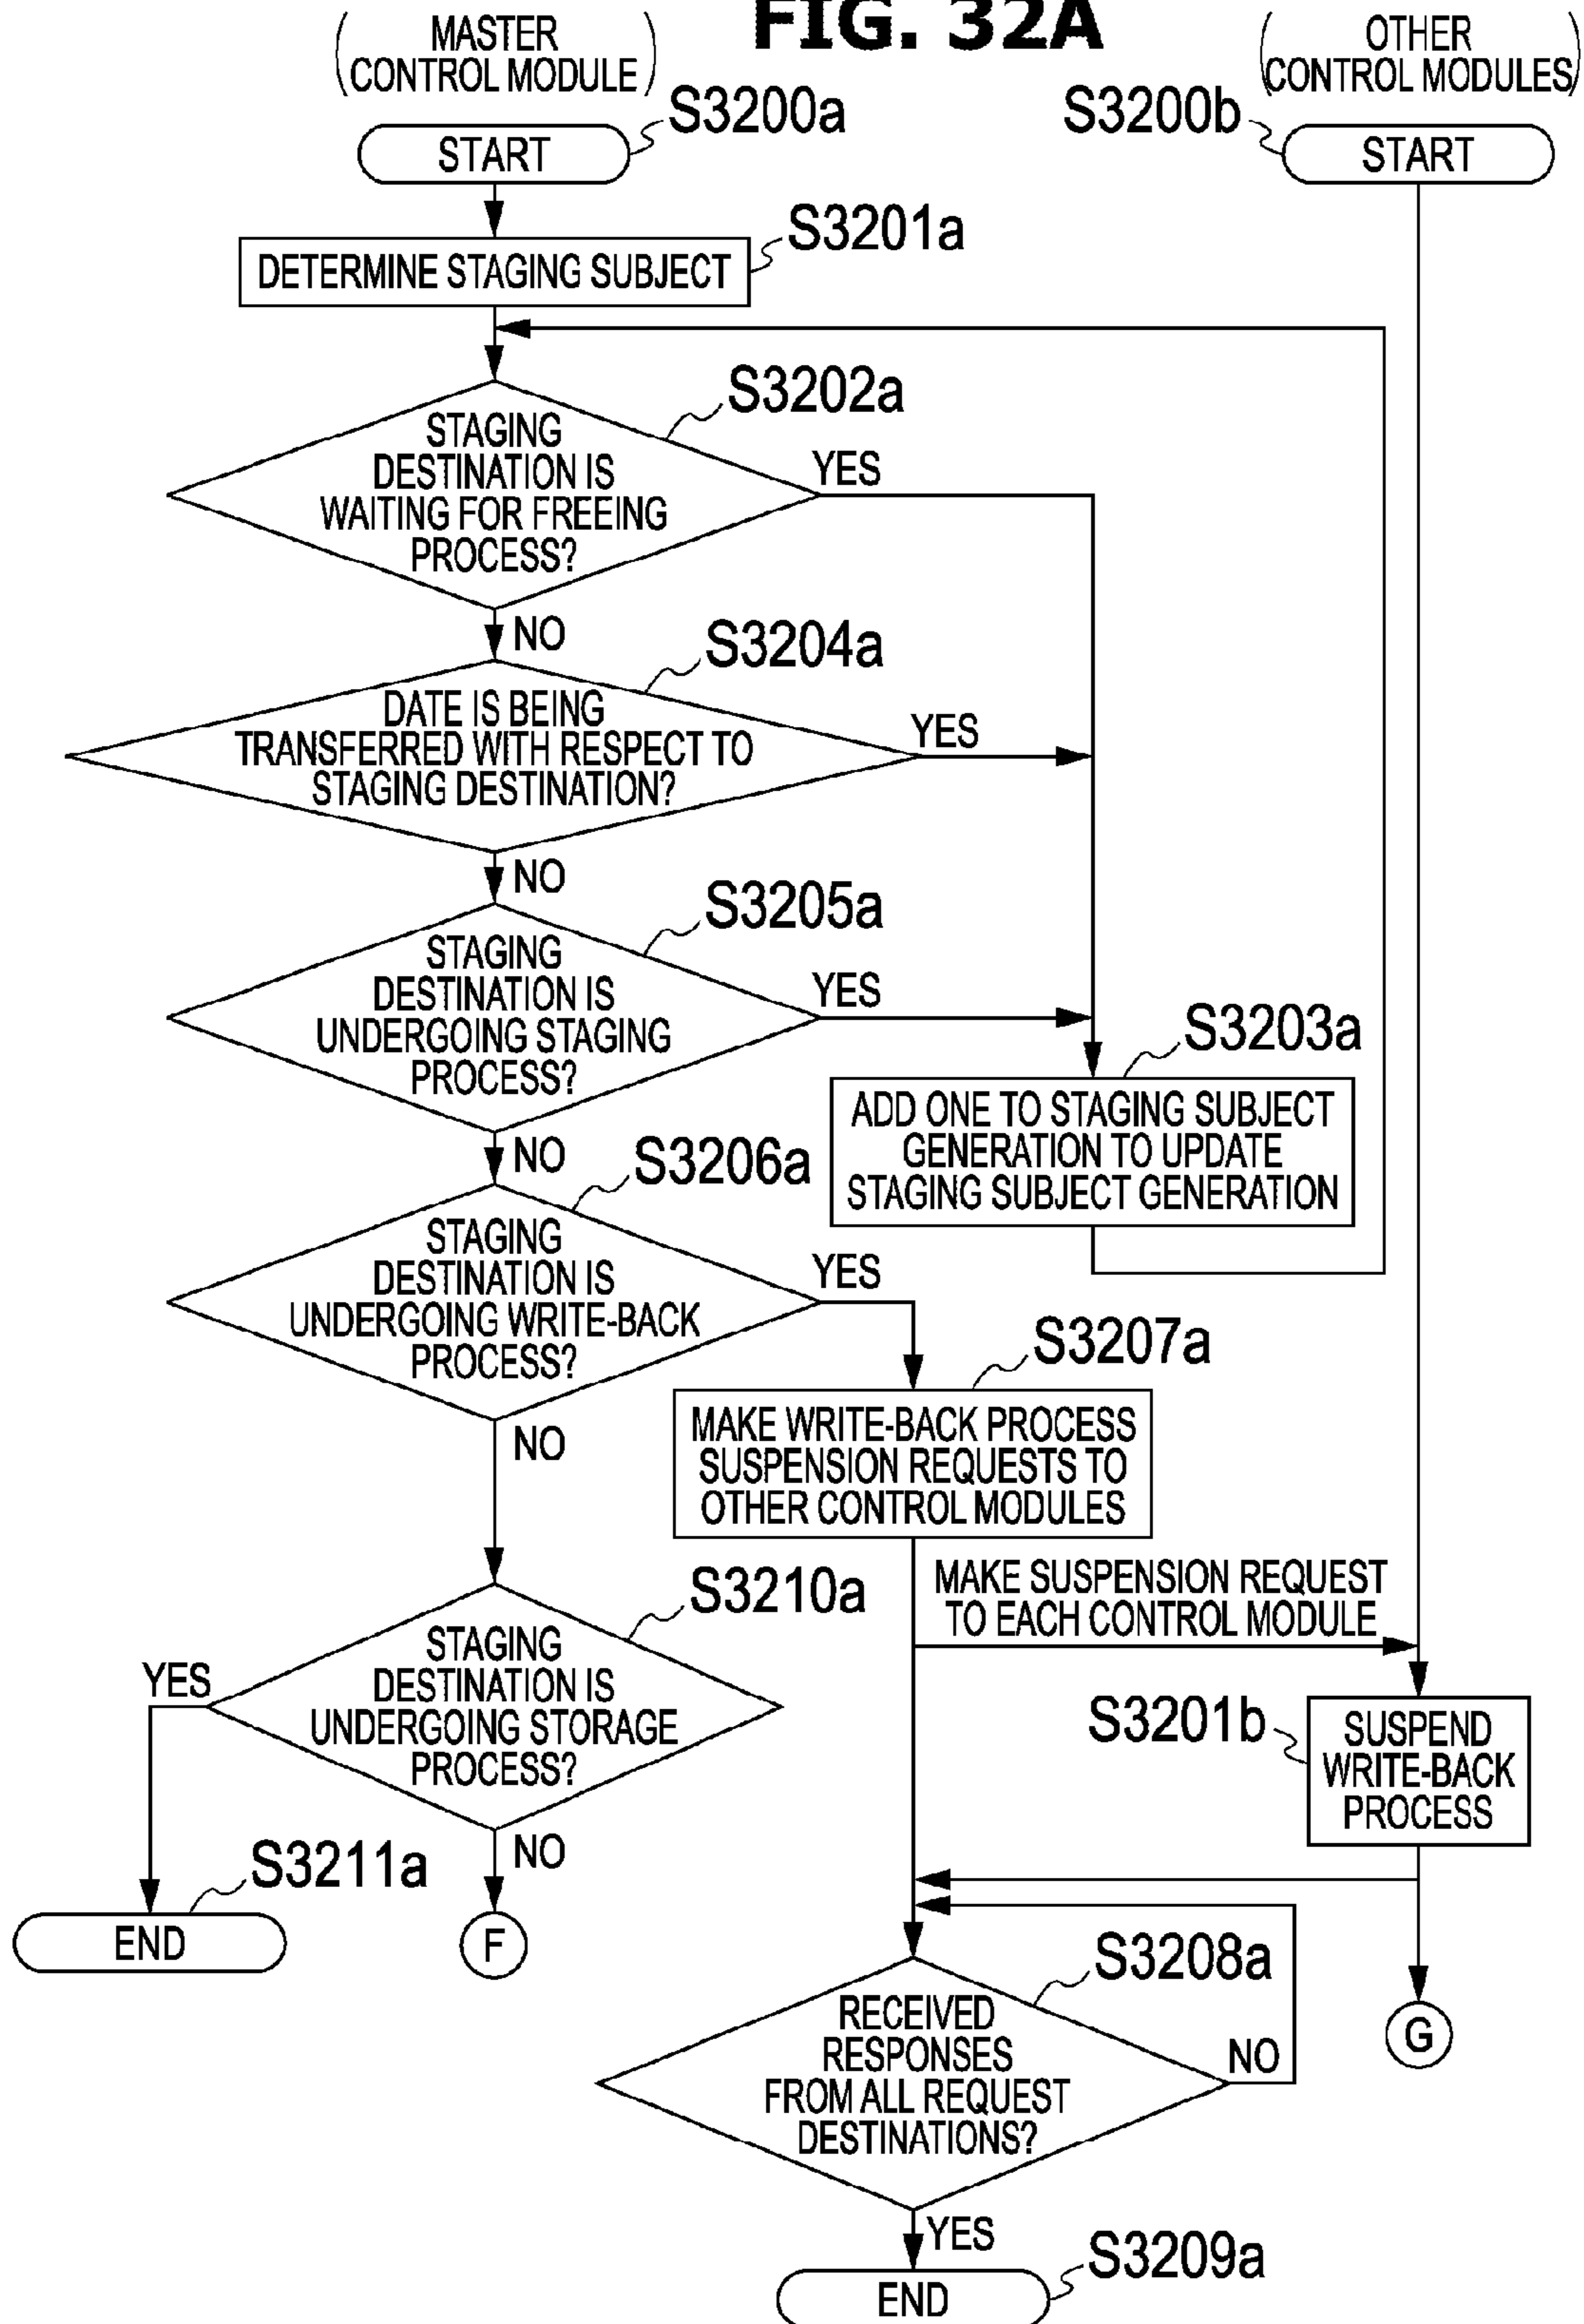 FIG. 32A
( MASTER
CONTROL MODULE )
( OTHER
CONTROL MODULES )
S3200a
START
S3200b
START
S3201a
DETERMINE STAGING SUBJECT
S3202a
STAGING
DESTINATION IS
WAITING FOR FREEING
PROCESS?
YES
NO
S3204a
DATE IS BEING
TRANSFERRED WITH RESPECT TO
STAGING DESTINATION?
YES
NO
S3205a
STAGING
DESTINATION IS
UNDERGOING STAGING
PROCESS?
YES
NO
S3203a
ADD ONE TO STAGING SUBJECT
GENERATION TO UPDATE
STAGING SUBJECT GENERATION
S3206a
STAGING
DESTINATION IS
UNDERGOING WRITE-BACK
PROCESS?
YES
NO
S3207a
MAKE WRITE-BACK PROCESS
SUSPENSION REQUESTS TO
OTHER CONTROL MODULES
MAKE SUSPENSION REQUEST
TO EACH CONTROL MODULE
S3210a
STAGING
DESTINATION IS
UNDERGOING STORAGE
PROCESS?
YES
NO
S3201b
SUSPEND
WRITE-BACK
PROCESS
S3211a
END
F
S3208a
RECEIVED
RESPONSES
FROM ALL REQUEST
DESTINATIONS?
NO
G
YES
S3209a
END